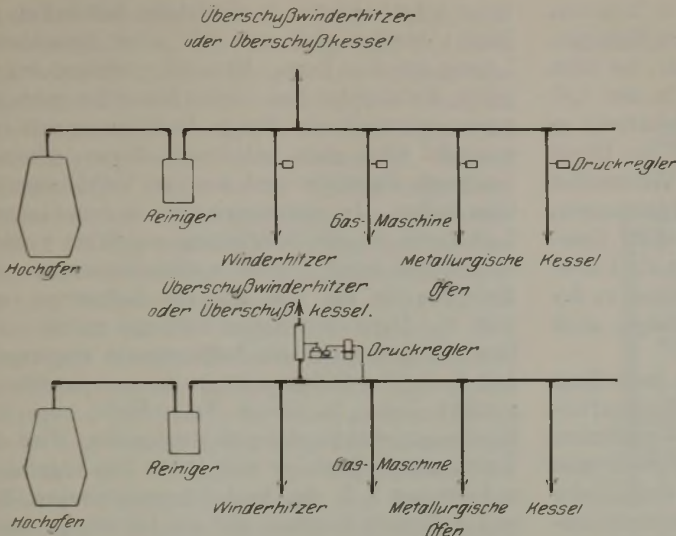 Überschußwinderhitzer
oder Überschußkessel
Druckregler
Reiniger
Gas-Maschine
Hochofen
Winderhitzer
Metallurgische
Öfen
Kessel
Überschußwinderhitzer
oder Überschußkessel.
Druckregler
Reiniger
Gas-Maschine
Hochofen
Winderhitzer
Metallurgische
Öfen
Kessel